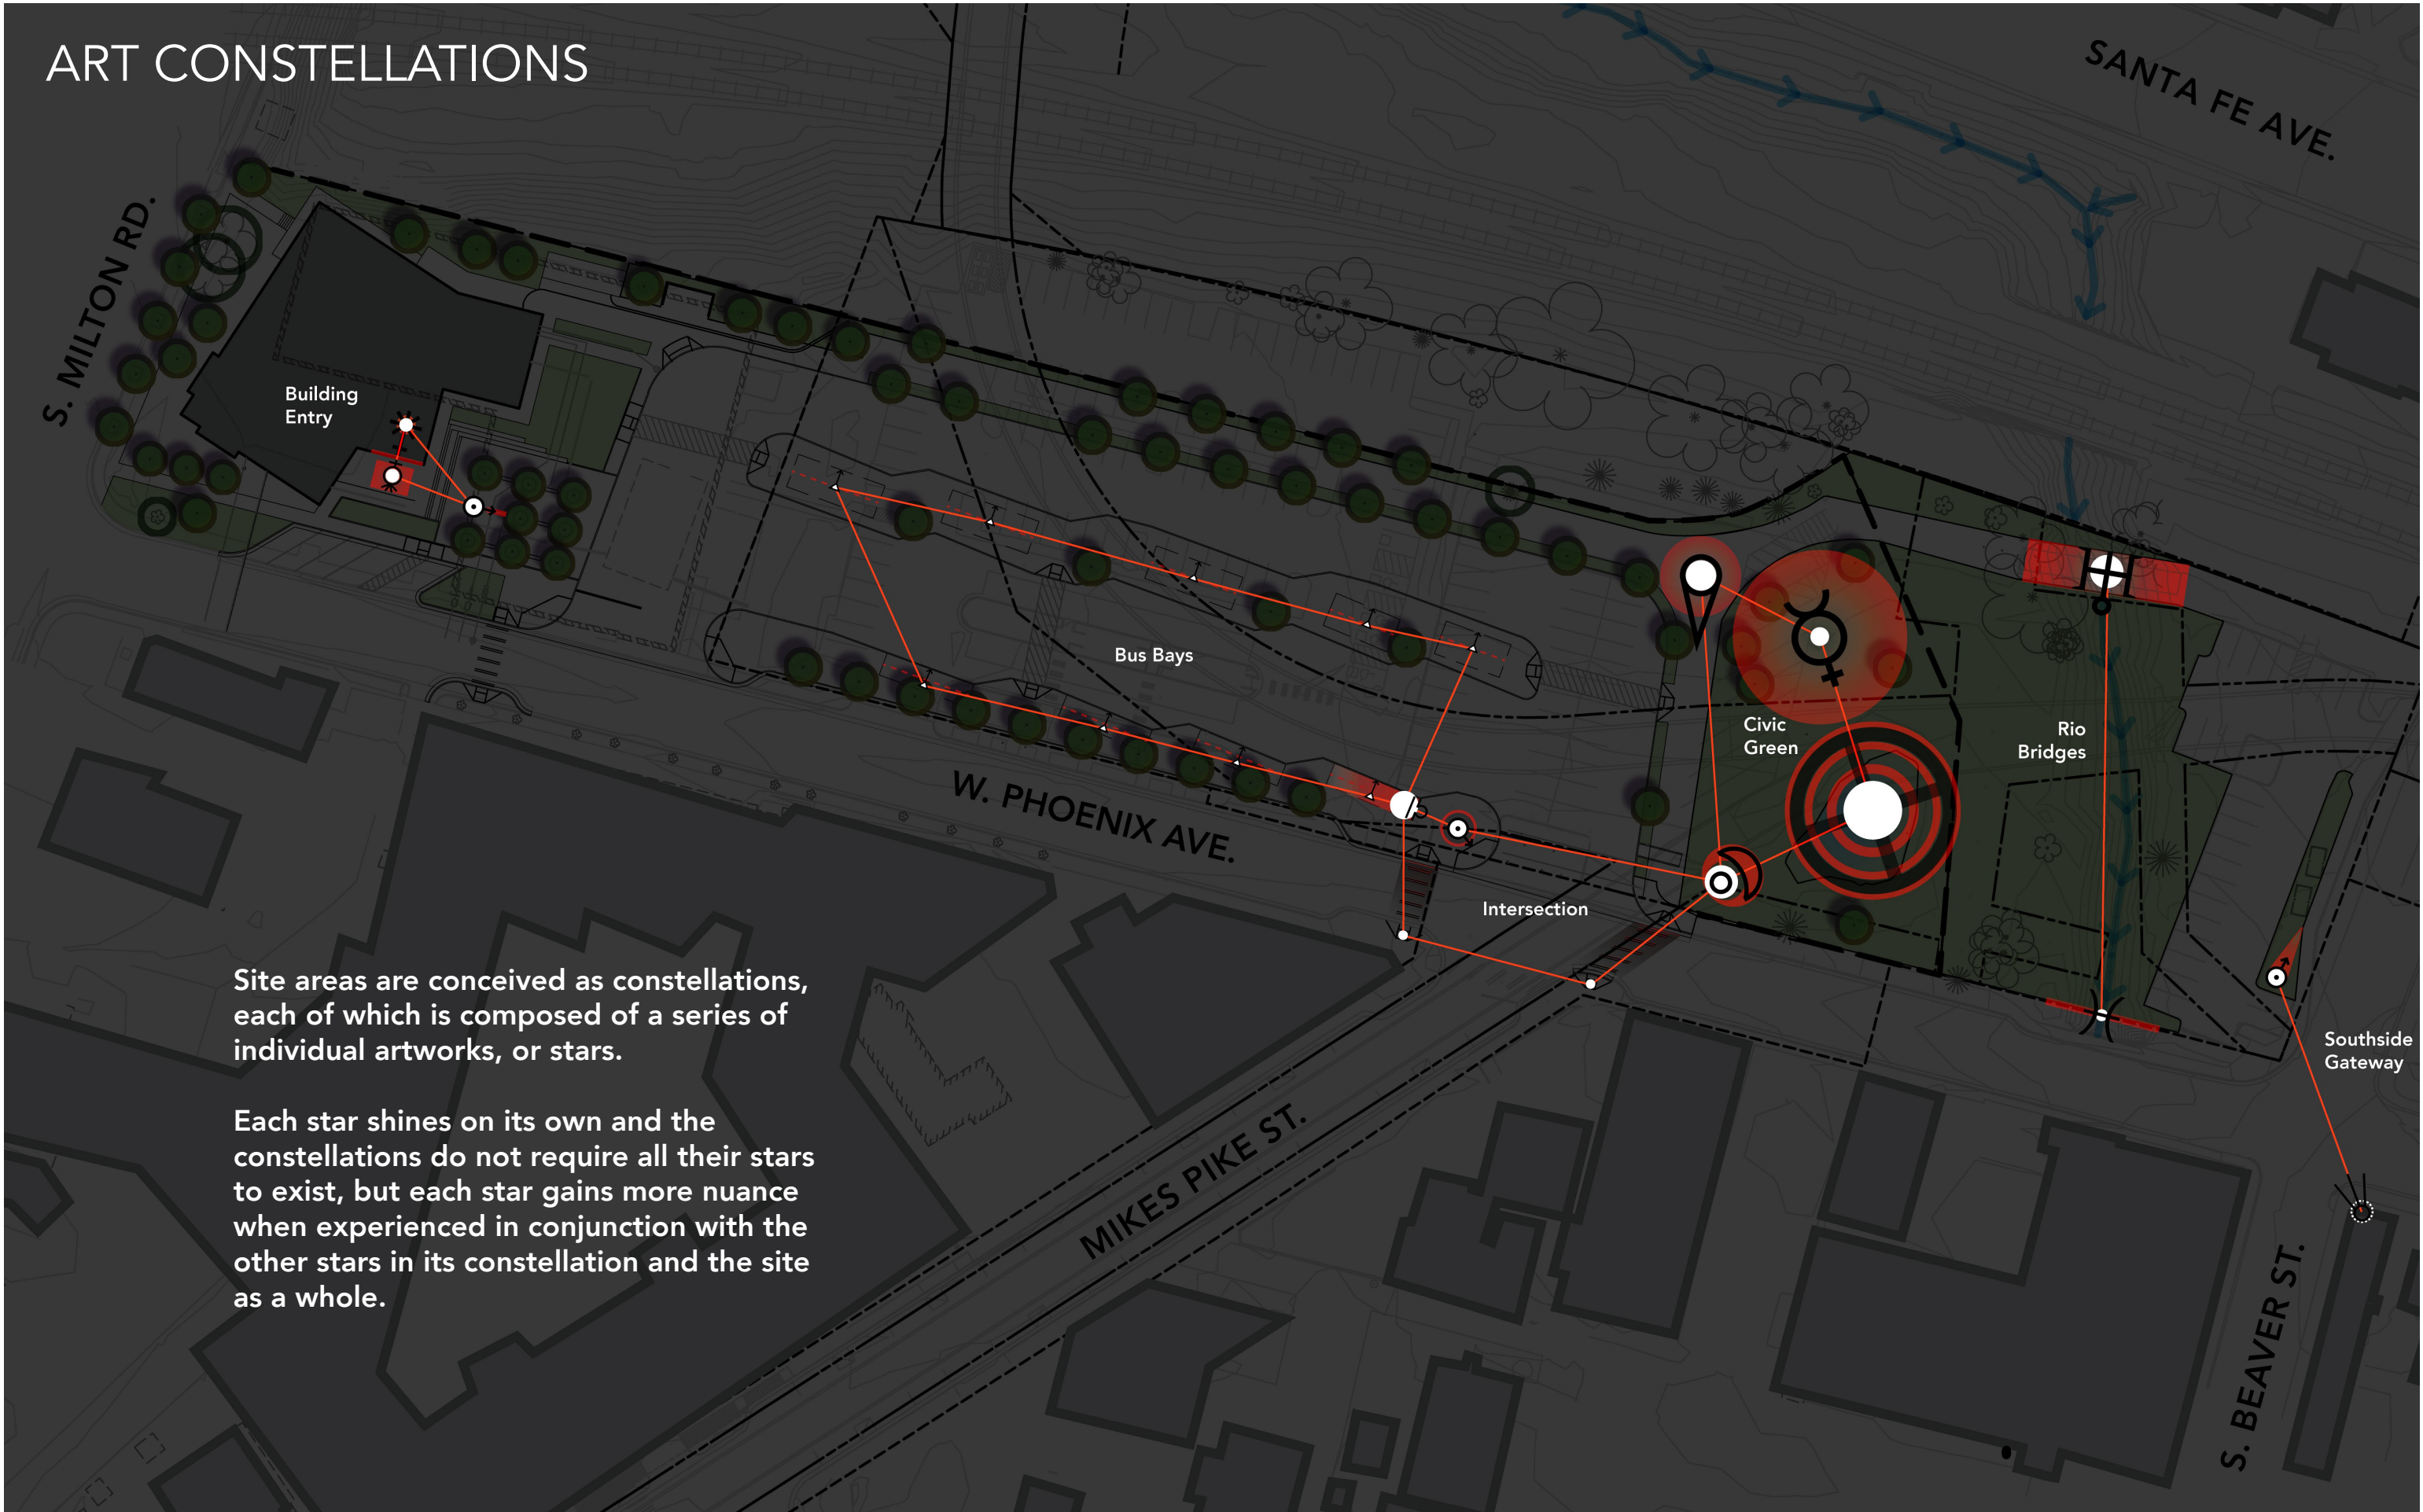 ART CONSTELLATIONS
SANTA FE AVE.
S. MILTON RD.
Building
Entry
Bus Bays
Civic
Green
Rio
Bridges
W. PHOENIX AVE.
Intersection
Site areas are conceived as constellations,
each of which is composed of a series of
individual artworks, or stars.
Each star shines on its own and the
constellations do not require all their stars
to exist, but each star gains more nuance
when experienced in conjunction with the
other stars in its constellation and the site
as a whole.
Southside
Gateway
MIKES PIKE ST.
S. BEAVER ST.